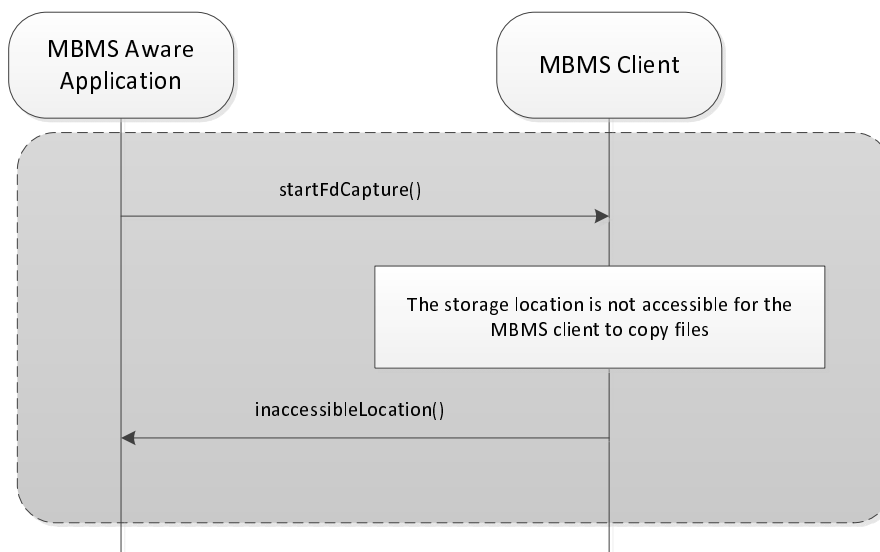 MBMS Aware
Application
MBMS Client
startFdCapture()
The storage location is not accessible for the
MBMS client to copy files
inaccessibleLocation()